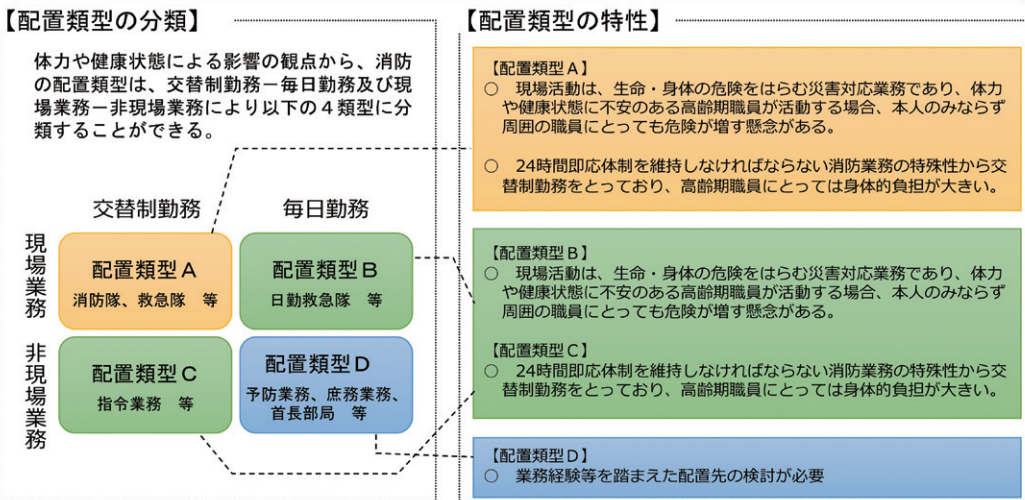 【配置類型の分類】
体力や健康状態による影響の観点から、消防
の配置類型は、交替制勤務－毎日勤務及び現
場業務－非現場業務により以下の４類型に分
類することができる。
交替制勤務
毎日勤務
現場業務
配置類型Ａ
消防隊、救急隊　等
配置類型Ｂ
日勤救急隊　等
非現場業務
配置類型Ｃ
指令業務　等
配置類型Ｄ
予防業務、庶務業務、
首長部局　等
【配置類型の特性】
【配置類型Ａ】
○　現場活動は、生命・身体の危険をはらむ災害対応業務であり、体力
や健康状態に不安のある高齢期職員が活動する場合、本人のみならず
周囲の職員にとっても危険が増す懸念がある。
○　24時間即応体制を維持しなければならない消防業務の特殊性から交
替制勤務をとっており、高齢期職員にとっては身体的負担が大きい。
【配置類型Ｂ】
○　現場活動は、生命・身体の危険をはらむ災害対応業務であり、体力
や健康状態に不安のある高齢期職員が活動する場合、本人のみならず
周囲の職員にとっても危険が増す懸念がある。
【配置類型Ｃ】
○　24時間即応体制を維持しなければならない消防業務の特殊性から交
替制勤務をとっており、高齢期職員にとっては身体的負担が大きい。
【配置類型Ｄ】
○　業務経験等を踏まえた配置先の検討が必要